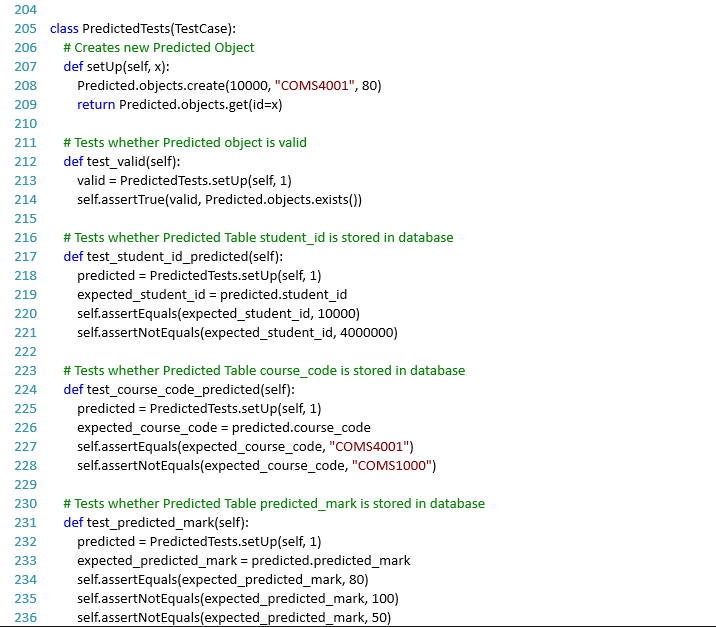 204
205 class PredictedTests(TestCase):
206 # Creates new Predicted Object
207 def setUp(self, x):
208 Predicted.objects.create(10000, "COMS4001", 80)
209 return Predicted.objects.get(id=x)
210
211 # Tests whether Predicted object is valid
212 def test_valid(self):
213 valid = PredictedTests.setUp(self, 1)
214 self.assertTrue(valid, Predicted.objects.exists())
215
216 # Tests whether Predicted Table student_id is stored in database
217 def test_student_id_predicted(self):
218 predicted = PredictedTests.setUp(self, 1)
219 expected_student_id = predicted.student_id
220 self.assertEquals(expected_student_id, 10000)
221 self.assertNotEquals(expected_student_id, 4000000)
222
223 # Tests whether Predicted Table course_code is stored in database
224 def test_course_code_predicted(self):
225 predicted = PredictedTests.setUp(self, 1)
226 expected_course_code = predicted.course_code
227 self.assertEquals(expected_course_code, "COMS4001")
228 self.assertNotEquals(expected_course_code, "COMS1000")
229
230 # Tests whether Predicted Table predicted_mark is stored in database
231 def test_predicted_mark(self):
232 predicted = PredictedTests.setUp(self, 1)
233 expected_predicted_mark = predicted.predicted_mark
234 self.assertEquals(expected_predicted_mark, 80)
235 self.assertNotEquals(expected_predicted_mark, 100)
236 self.assertNotEquals(expected_predicted_mark, 50)